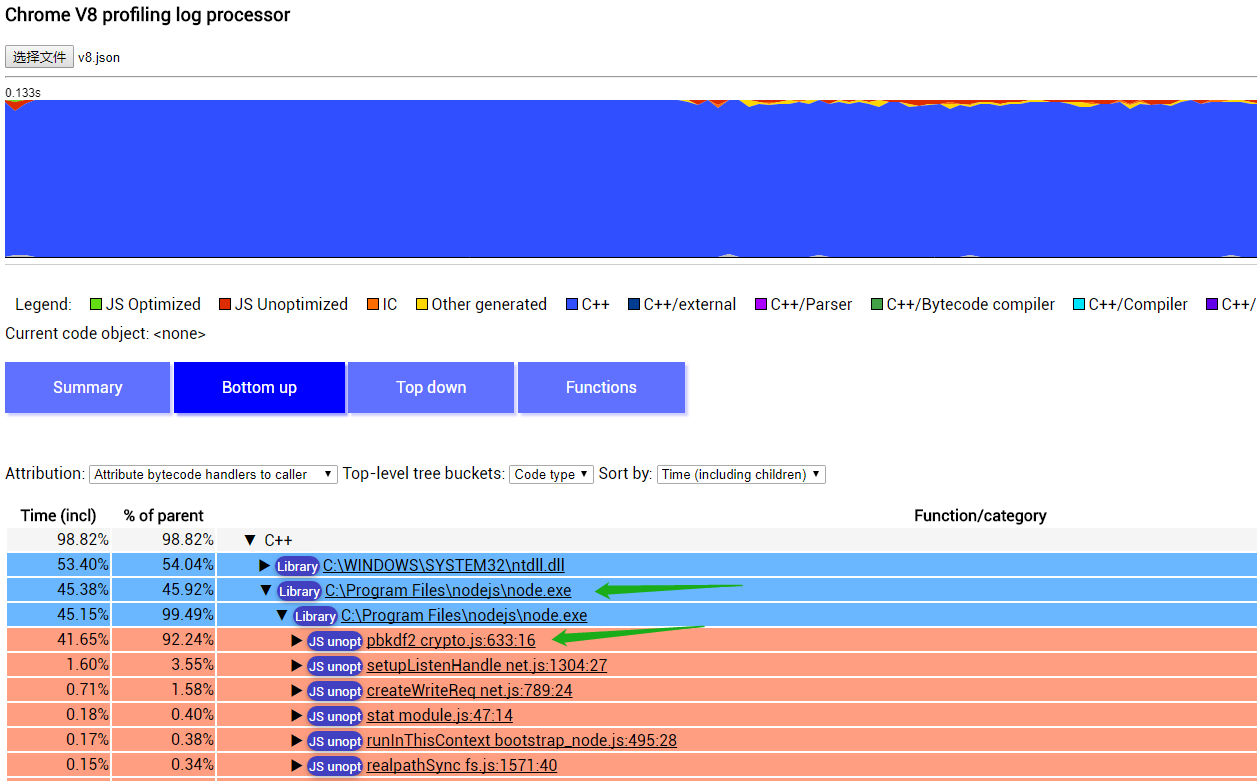 Chrome V8 profiling log processor
选择文件 v8.json
0.133s
Legend: JS Optimized JS Unoptimized IC Other generated C++ C++/external C++/Parser C++/Bytecode compiler C++/Compiler C++/
Current code object: <none>
Summary Bottom up Top down Functions
Attribution: Attribute bytecode handlers to caller Top-level tree buckets: Code type Sort by: Time (including children)
Time (incl) % of parent Function/category
98.82% 98.82% C++
53.40% 54.04% Library C:\WINDOWS\SYSTEM32\ntdll.dll
45.38% 45.92% Library C:\Program Files\nodejs\node.exe
45.15% 99.49% Library C:\Program Files\nodejs\node.exe
41.65% 92.24% JS unopt pbkdf2 crypto.js:633:16
1.60% 3.55% JS unopt setupListenHandle net.js:1304:27
0.71% 1.58% JS unopt createWriteReq net.js:789:24
0.18% 0.40% JS unopt stat module.js:47:14
0.17% 0.38% JS unopt runInThisContext bootstrap_node.js:495:28
0.15% 0.34% JS unopt realpathSync fs.js:1571:40